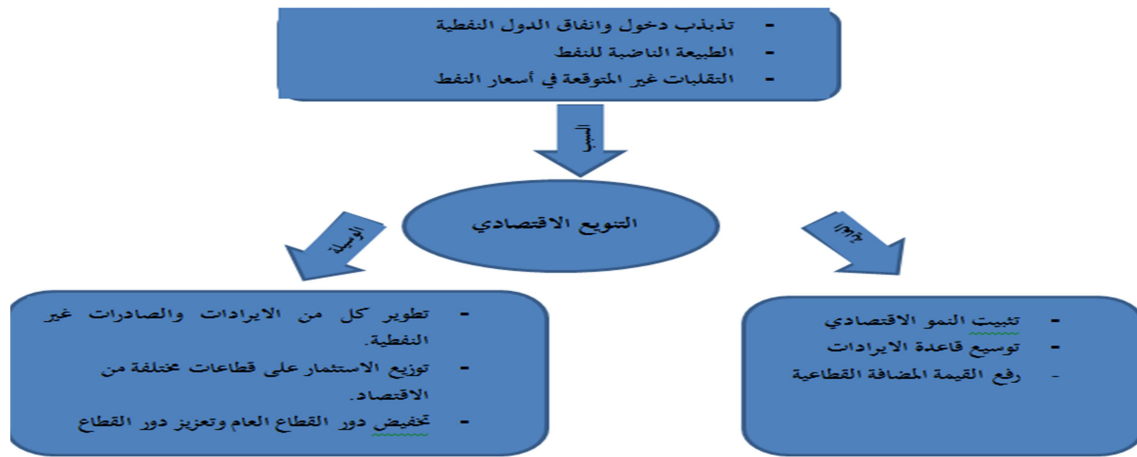 - تذبذب دخول وانفاق الدول النفطية
- الطبيعة الناضبة للنفط
- التقلبات غير المتوقعة في أسعار النفط
السبب
التنويع الاقتصادي
الغاية
الوسيلة
- تثبيت النمو الاقتصادي
- توسيع قاعدة الايرادات
- رفع القيمة المضافة القطاعية
- تطوير كل من الايرادات والصادرات غير
النفطية.
- توزيع الاستثمار على قطاعات مختلفة من
الاقتصاد.
- تخفيض دور القطاع العام وتعزيز دور القطاع